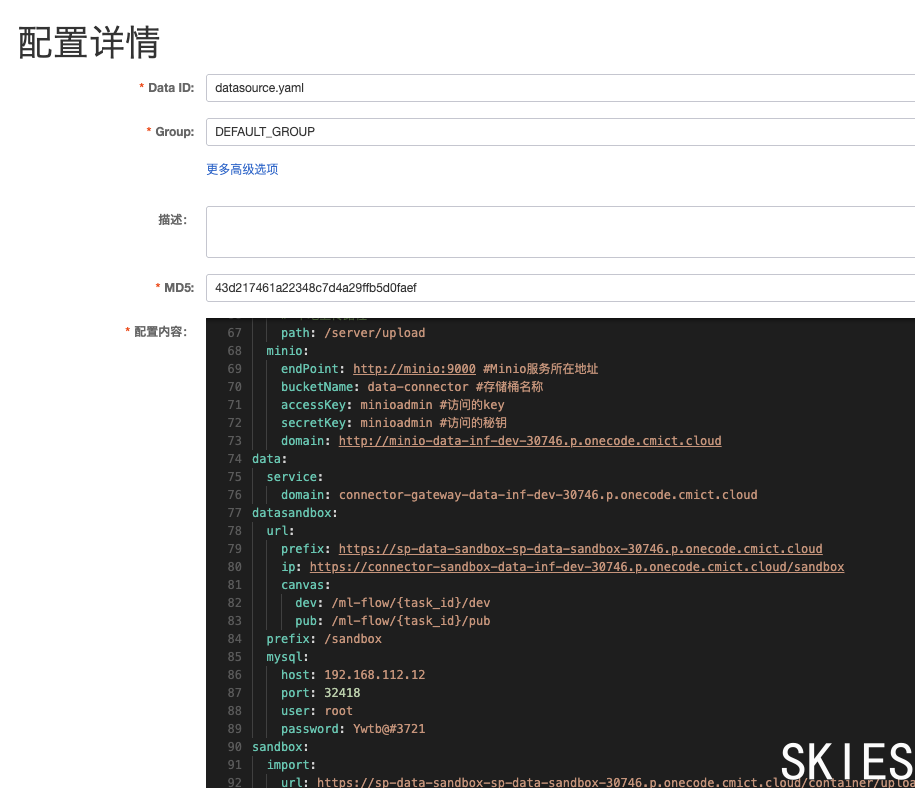 配置详情
* Data ID: datasource.yaml
* Group: DEFAULT_GROUP
更多高级选项
描述:
* MD5: 43d217461a22348c7d4a29ffb5d0faef
* 配置内容:
67 path: /server/upload
68 minio:
69 endPoint: http://minio:9000 #Minio服务所在地址
70 bucketName: data-connector #存储桶名称
71 accessKey: minioadmin #访问的key
72 secretKey: minioadmin #访问的秘钥
73 domain: http://minio-data-inf-dev-30746.p.onecode.cmict.cloud
74 data:
75 service:
76 domain: connector-gateway-data-inf-dev-30746.p.onecode.cmict.cloud
77 datasandbox:
78 url:
79 prefix: https://sp-data-sandbox-sp-data-sandbox-30746.p.onecode.cmict.cloud
80 ip: https://connector-sandbox-data-inf-dev-30746.p.onecode.cmict.cloud/sandbox
81 canvas:
82 dev: /ml-flow/{task_id}/dev
83 pub: /ml-flow/{task_id}/pub
84 prefix: /sandbox
85 mysql:
86 host: 192.168.112.12
87 port: 32418
88 user: root
89 password: Ywtb@#3721
90 sandbox:
91 import:
92 url: https://sp-data-sandbox-sp-data-sandbox-30746.p.onecode.cmict.cloud/container/uploa
SKIES